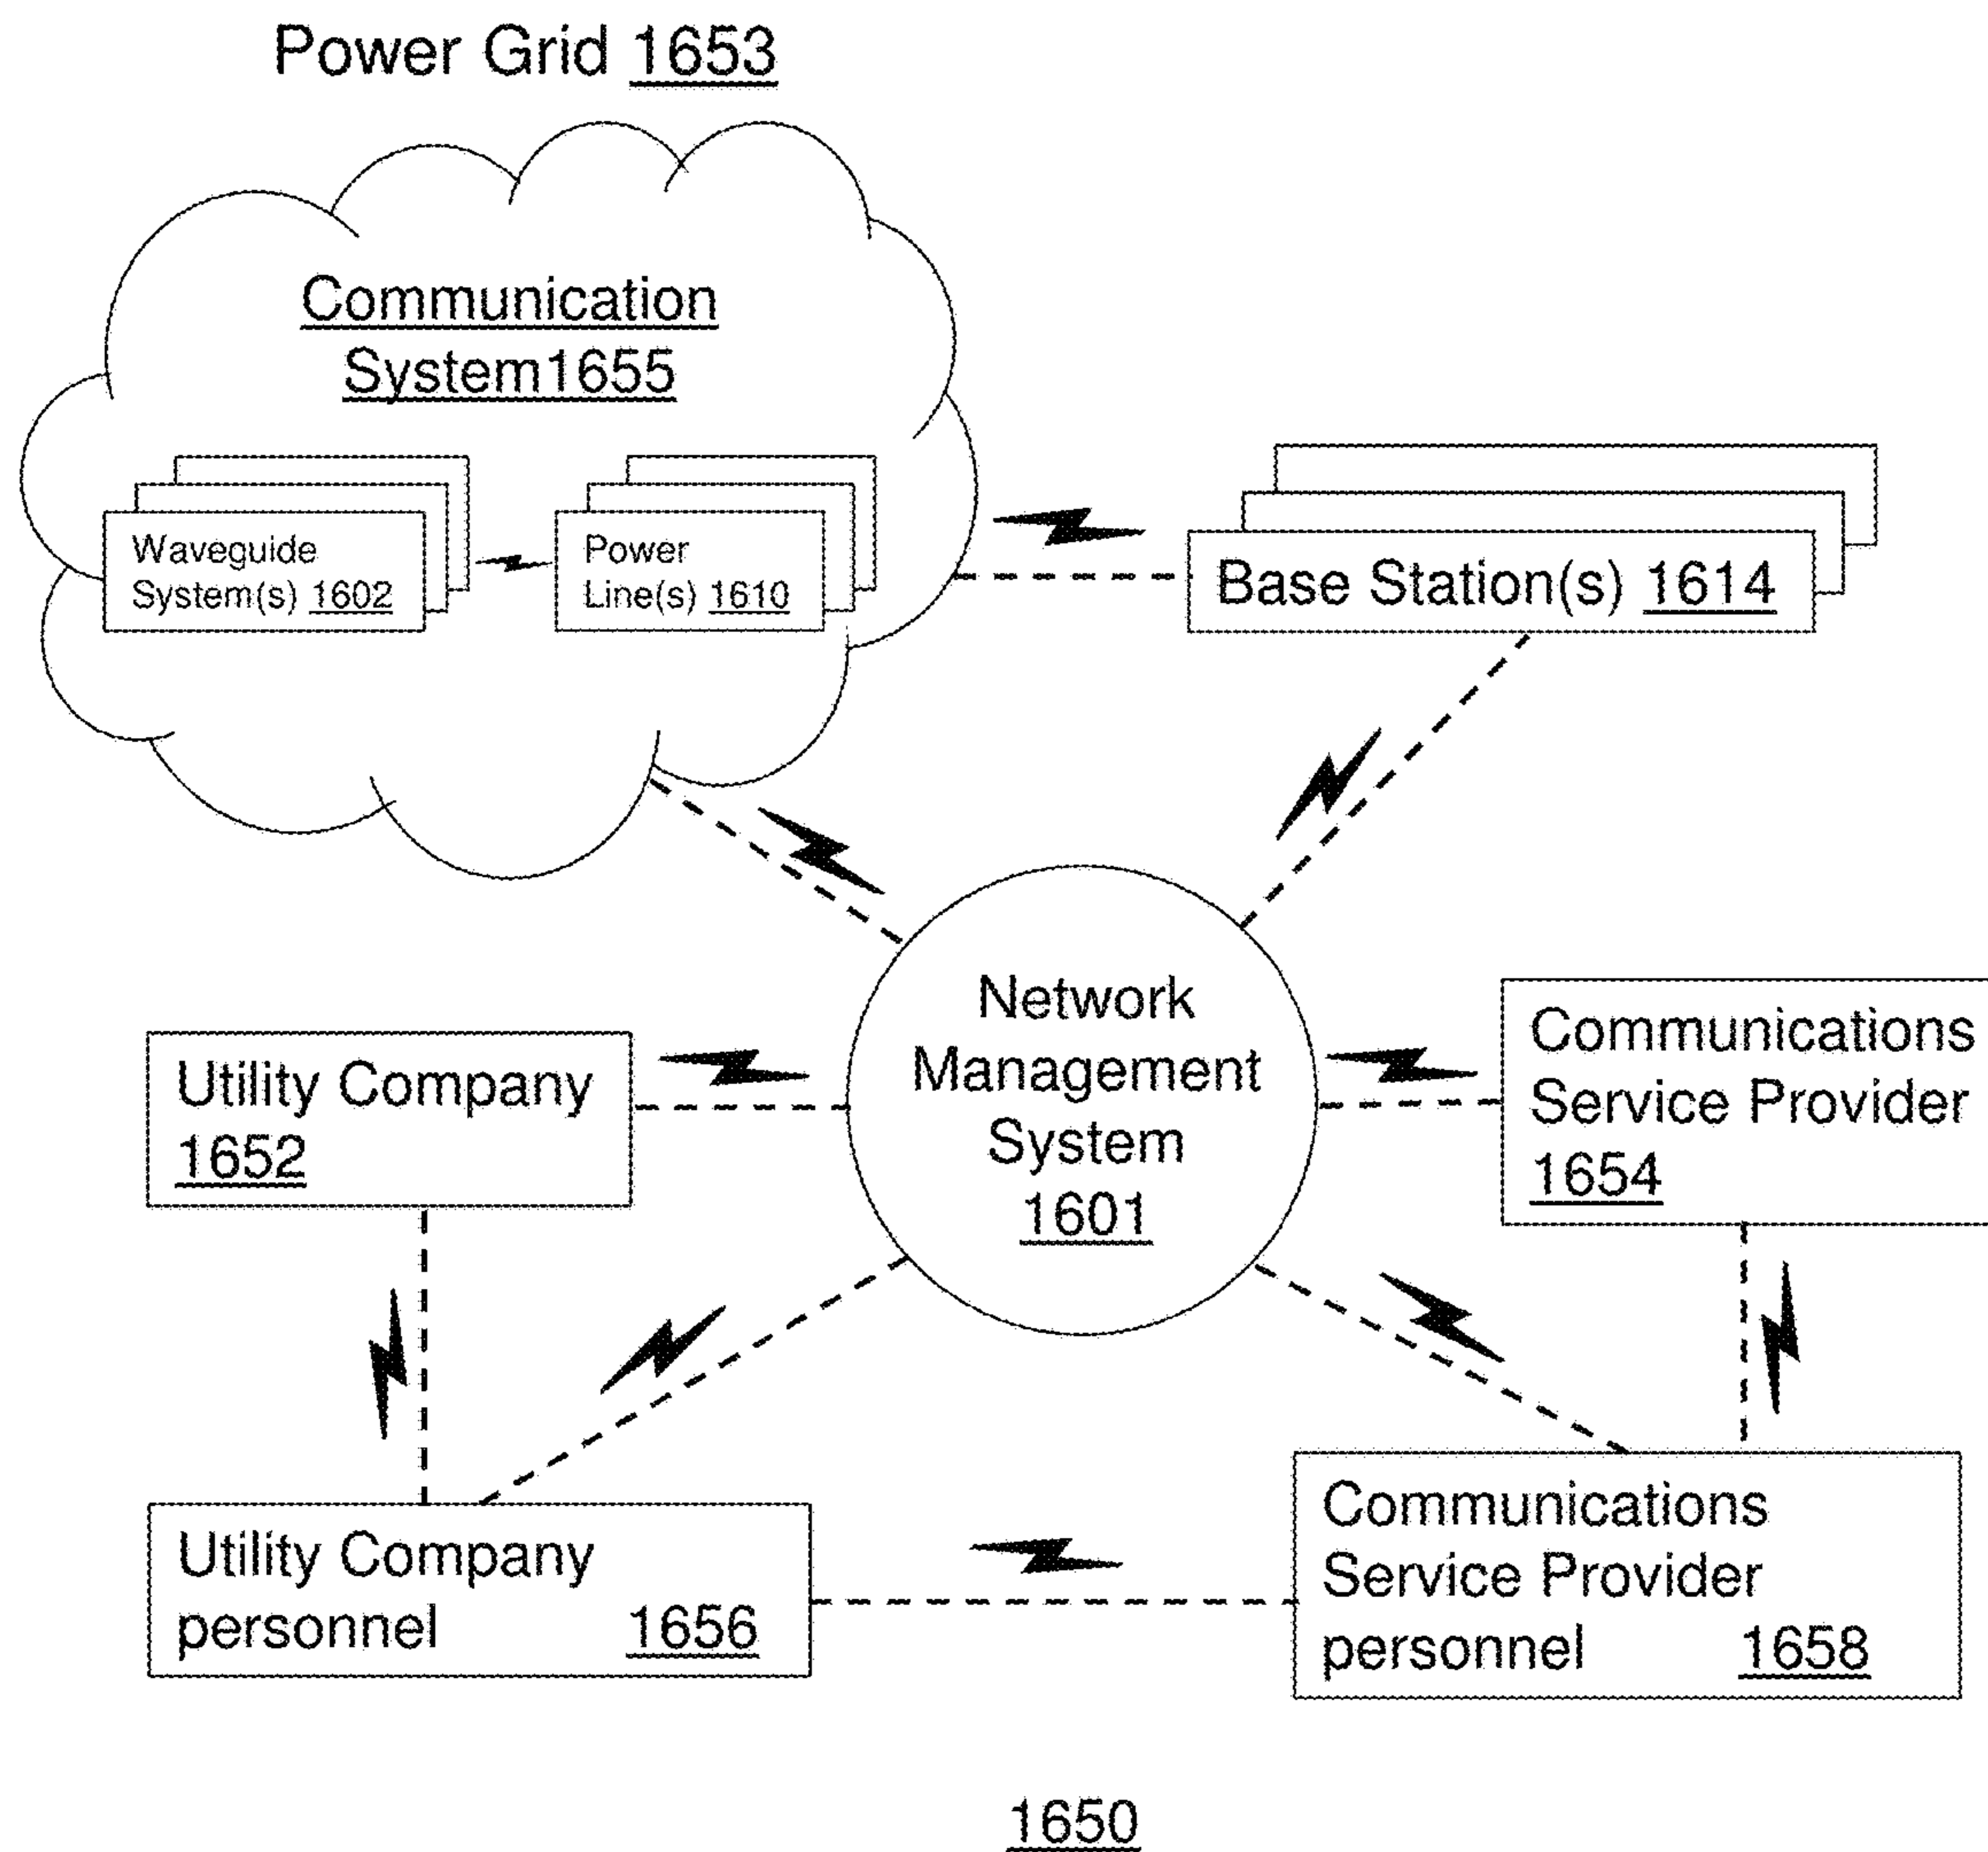 Power Grid 1653
Communication
System1655
Waveguide
System(s) 1602
Power
Line(s) 1610
Base Station(s) 1614
Network
Management
System
1601
Utility Company
1652
Communications
Service Provider
1654
Utility Company
personnel 1656
Communications
Service Provider
personnel 1658
1650